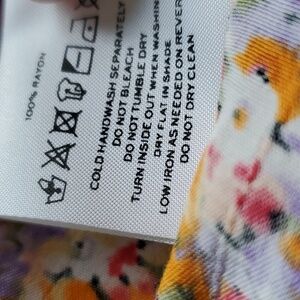 100% RAYON
COLD HANDWASH SEPARATELY
DO NOT BLEACH
DO NOT TUMBLE DRY
TURN INSIDE OUT WHEN WASHING
DRY FLAT IN SHADE
LOW IRON AS NEEDED ON REVERSE
DO NOT DRY CLEAN